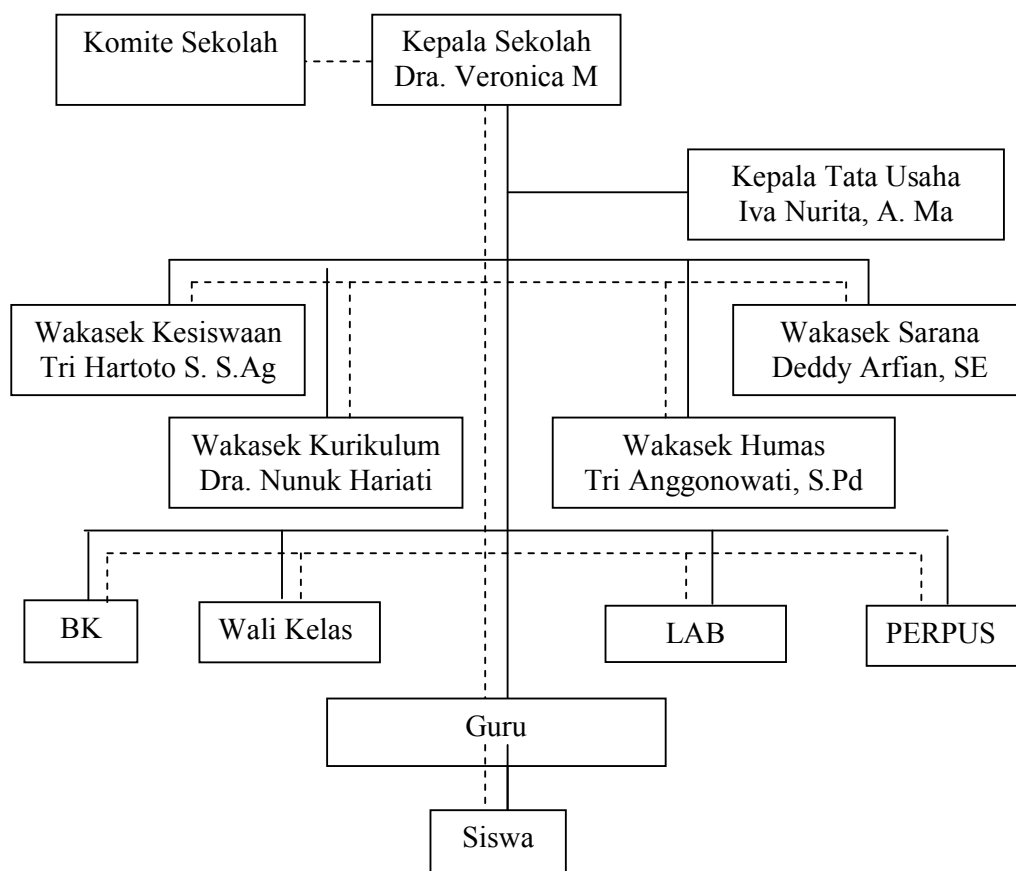 Komite Sekolah
Kepala Sekolah
Dra. Veronica M
Kepala Tata Usaha
Iva Nurita, A. Ma
Wakasek Kesiswaan
Tri Hartoto S. S.Ag
Wakasek Sarana
Deddy Arfian, SE
Wakasek Kurikulum
Dra. Nunuk Hariati
Wakasek Humas
Tri Anggonowati, S.Pd
BK
Wali Kelas
LAB
PERPUS
Guru
Siswa